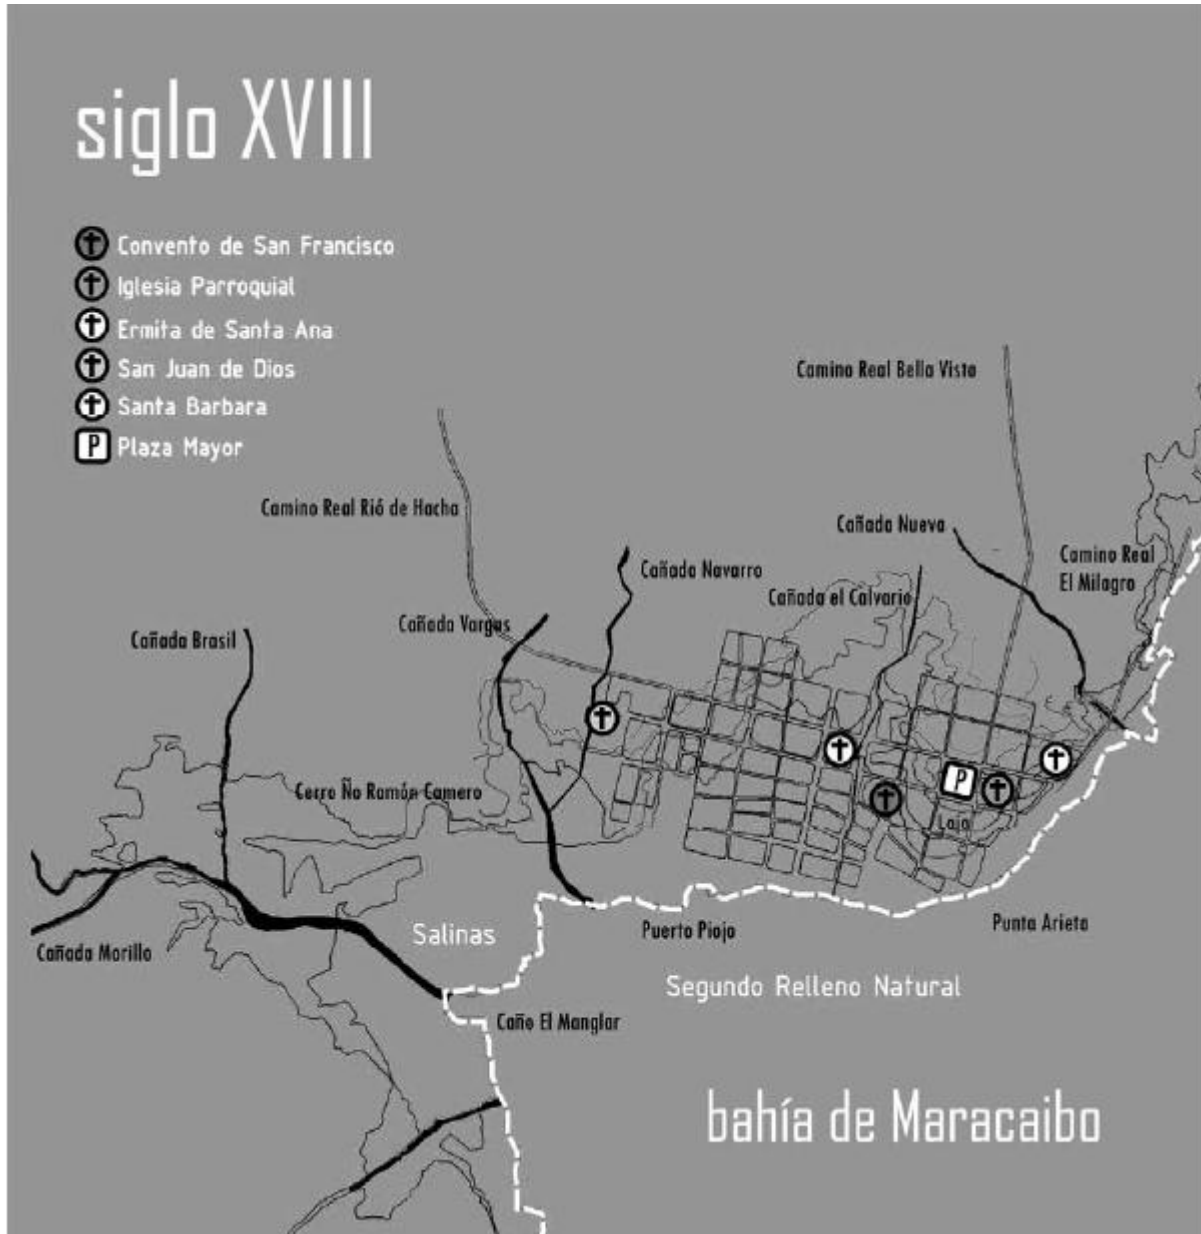 siglo XVIII
Convento de San Francisco
Iglesia Parroquial
Ermita de Santa Ana
San Juan de Dios
Santa Barbara
P Plaza Mayor
Camino Real Bella Vista
Camino Real Rió de Hacha
Cañada Nueva
Camino Real
El Milagro
Cañada Navarro
Cañada el Calvario
Cañada Vargas
Cañada Brasil
P
Cerro Ño Ramón Gamero
Loja
Puerto Piojo
Punta Arieta
Salinas
Cañada Morillo
Segundo Relleno Natural
Caño El Manglar
bahía de Maracaibo